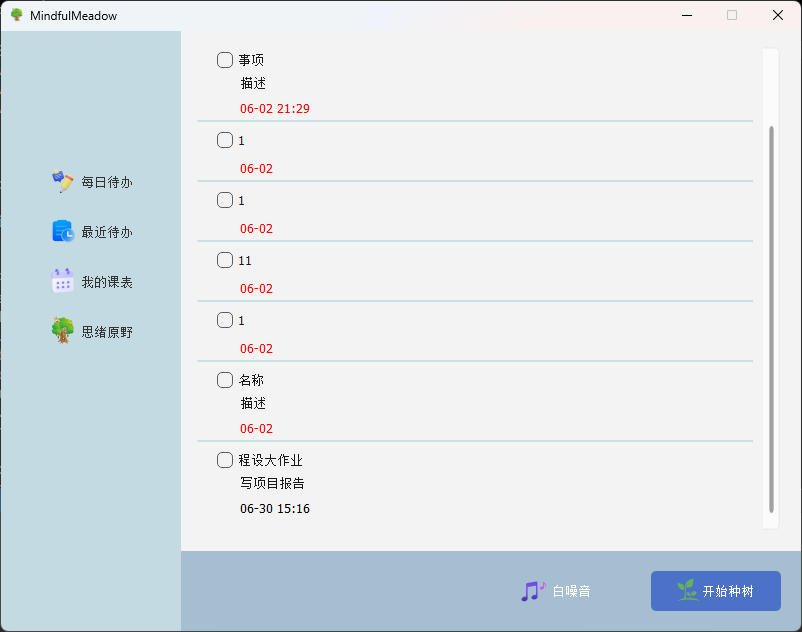 MindfulMeadow
每日待办
最近待办
我的课表
思绪原野
事项
描述
06-02 21:29
1
06-02
1
06-02
11
06-02
1
06-02
名称
描述
06-02
程设大作业
写项目报告
06-30 15:16
白噪音
开始种树